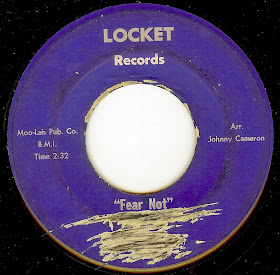 LOCKET
Records
Moo-Lah Pub. Co.
B.M.I.
Time 2:32
Arr.
Johnny Cameron
"Fear Not"